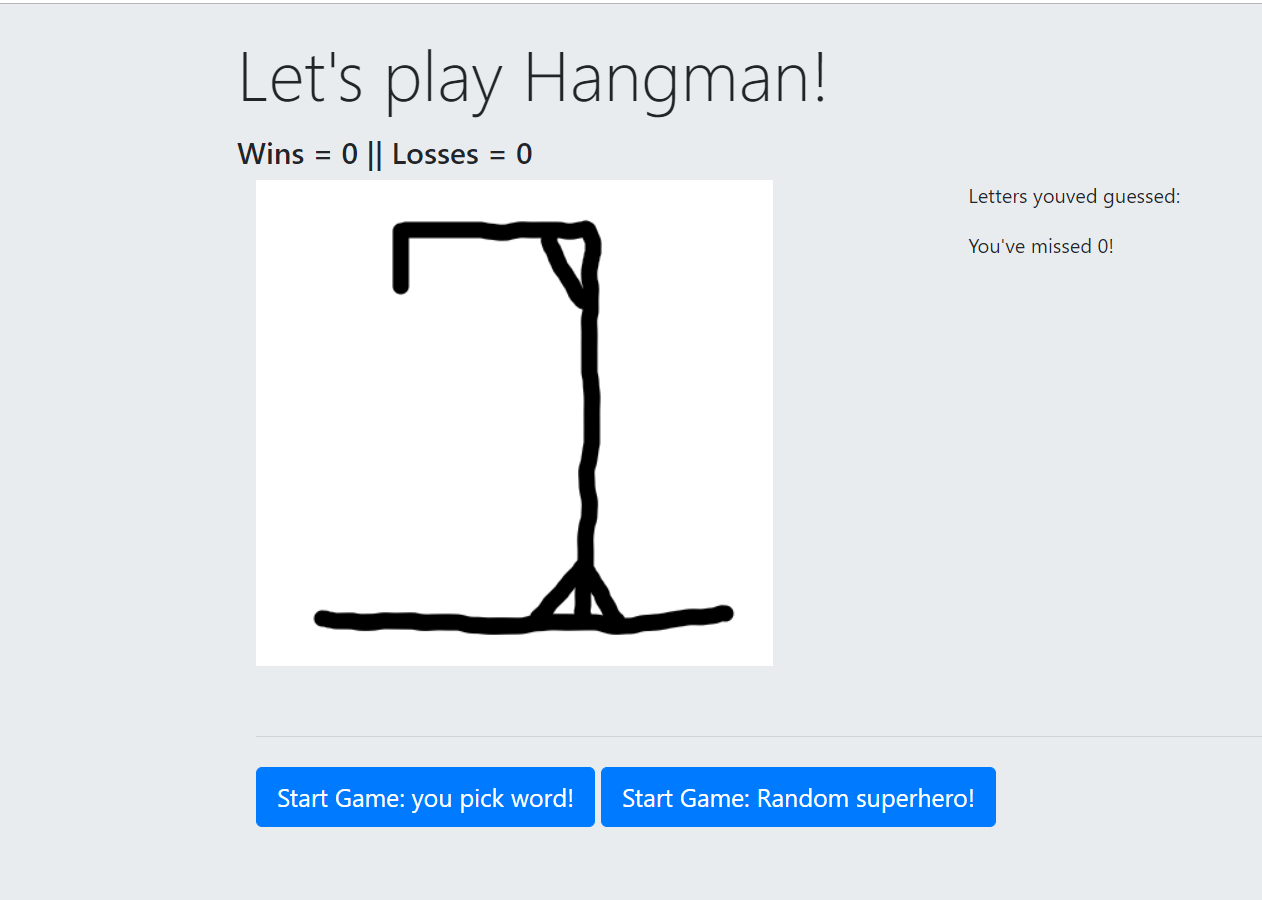 Let's play Hangman!
Wins = 0 || Losses = 0
Letters youved guessed:
You've missed 0!
Start Game: you pick word! Start Game: Random superhero!